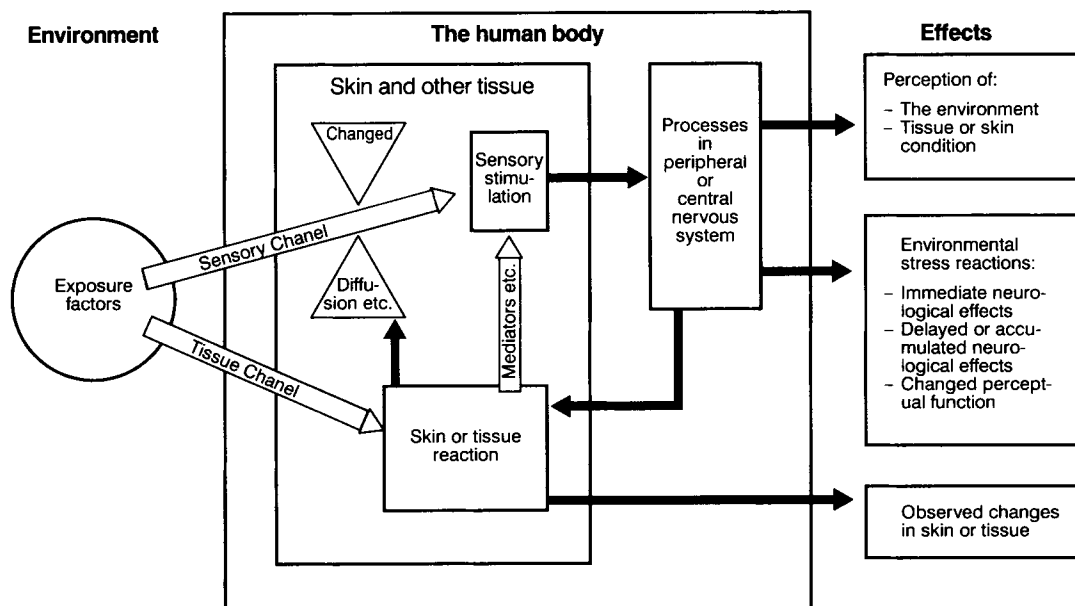 Environment
The human body
Effects
Skin and other tissue
Changed
Sensory
stimu-
lation
Sensory Chanel
Diffu-
sion etc.
Mediators etc.
Exposure
factors
Tissue Chanel
Skin or tissue
reaction
Processes
in
peripheral
or
central
nervous
system
Perception of:
– The environment
– Tissue or skin
condition
Environmental
stress reactions:
– Immediate neuro-
logical effects
– Delayed or accu-
mulated neuro-
logical effects
– Changed percept-
ual function
Observed changes
in skin or tissue